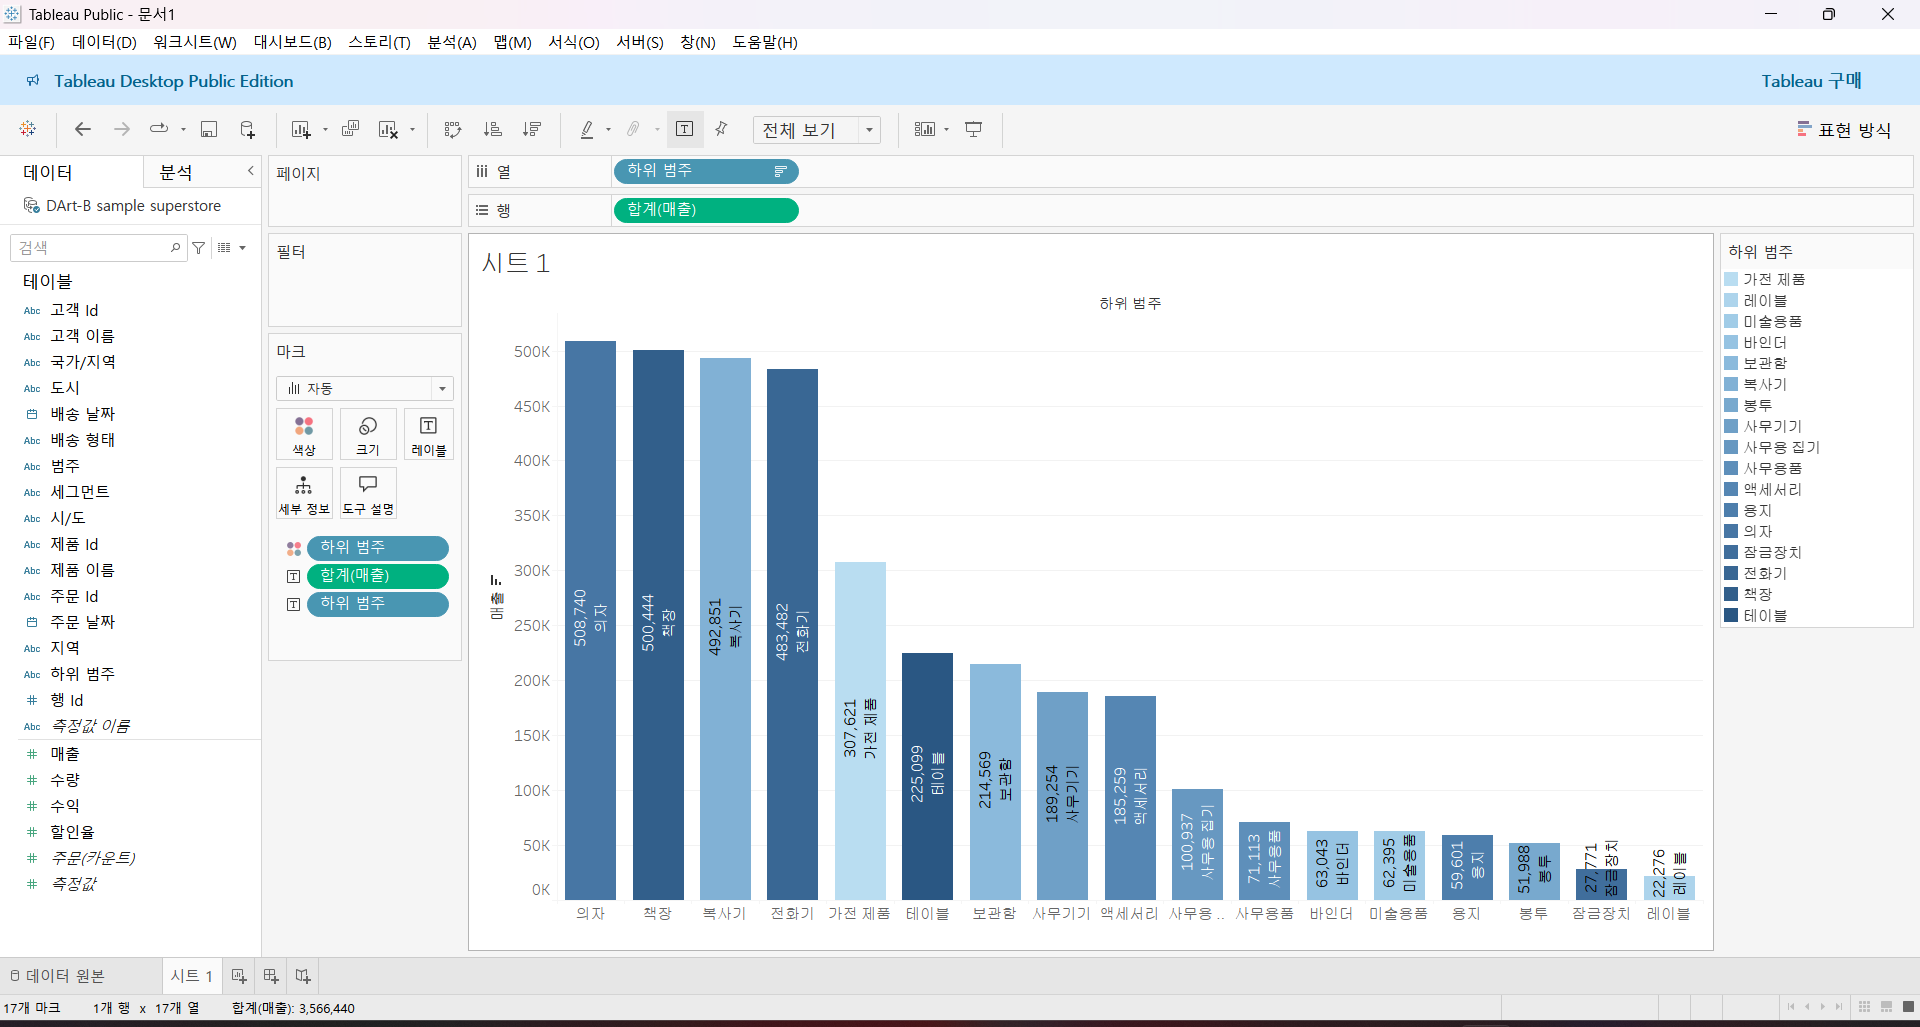 Tableau Public - 문서1
파일(F) 데이터(D) 워크시트(W) 대시보드(B) 스토리(T) 분석(A) 맵(M) 서식(O) 서버(S) 창(N) 도움말(H)
Tableau Desktop Public Edition
Tableau 구매
전체 보기
표현 방식
데이터
분석
DArt-B sample superstore
검색
테이블
Abc 고객 Id
Abc 고객 이름
Abc 국가/지역
Abc 도시
배송 날짜
Abc 배송 형태
Abc 범주
Abc 세그먼트
Abc 시/도
Abc 제품 Id
Abc 제품 이름
Abc 주문 Id
주문 날짜
Abc 지역
Abc 하위 범주
# 행 Id
Abc 측정값 이름
# 매출
# 수량
# 수익
# 할인율
# 주문(카운트)
# 측정값
페이지
필터
마크
자동
색상
크기
레이블
세부 정보
도구 설명
하위 범주
합계(매출)
하위 범주
열
하위 범주
행
합계(매출)
시트 1
하위 범주
매출
500K
450K
400K
350K
300K
250K
200K
150K
100K
50K
0K
508,740
의자
500,444
책장
492,851
복사기
483,482
전화기
307,621
가전 제품
225,099
테이블
214,569
보관함
189,254
사무기기
185,259
액세서리
100,937
사무용 집기
71,113
사무용품
63,043
바인더
62,395
미술용품
59,601
용지
51,988
봉투
27,771
잠금장치
22,276
레이블
의자 책장 복사기 전화기 가전 제품 테이블 보관함 사무기기 액세서리 사무용 .. 사무용품 바인더 미술용품 용지 봉투 잠금장치 레이블
하위 범주
가전 제품
레이블
미술용품
바인더
보관함
복사기
봉투
사무기기
사무용 집기
사무용품
액세서리
용지
의자
잠금장치
전화기
책장
테이블
데이터 원본
시트 1
17개 마크 1개 행 x 17개 열 합계(매출): 3,566,440